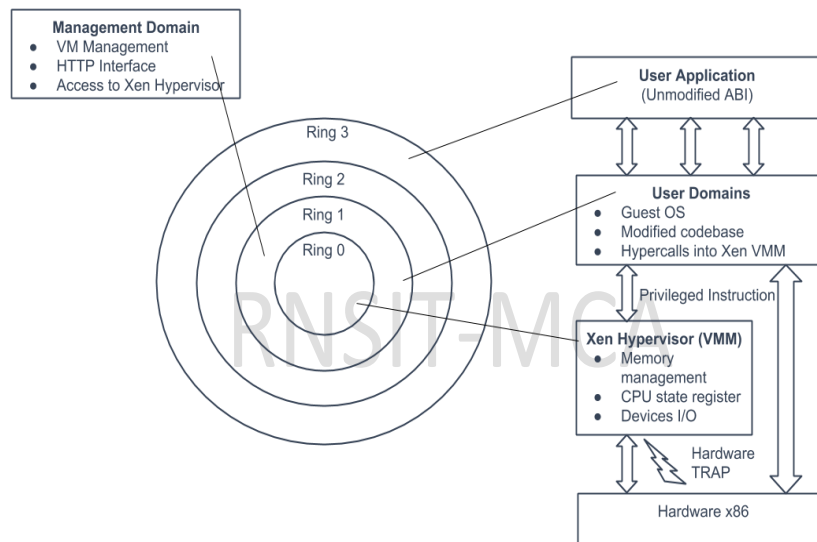 Management Domain
● VM Management
● HTTP Interface
● Access to Xen Hypervisor
Ring 3
Ring 2
Ring 1
Ring 0
User Application
(Unmodified ABI)
User Domains
● Guest OS
● Modified codebase
● Hypercalls into Xen VMM
Privileged Instruction
Xen Hypervisor (VMM)
● Memory
management
● CPU state register
● Devices I/O
Hardware
TRAP
Hardware x86
RNSIT-MCA